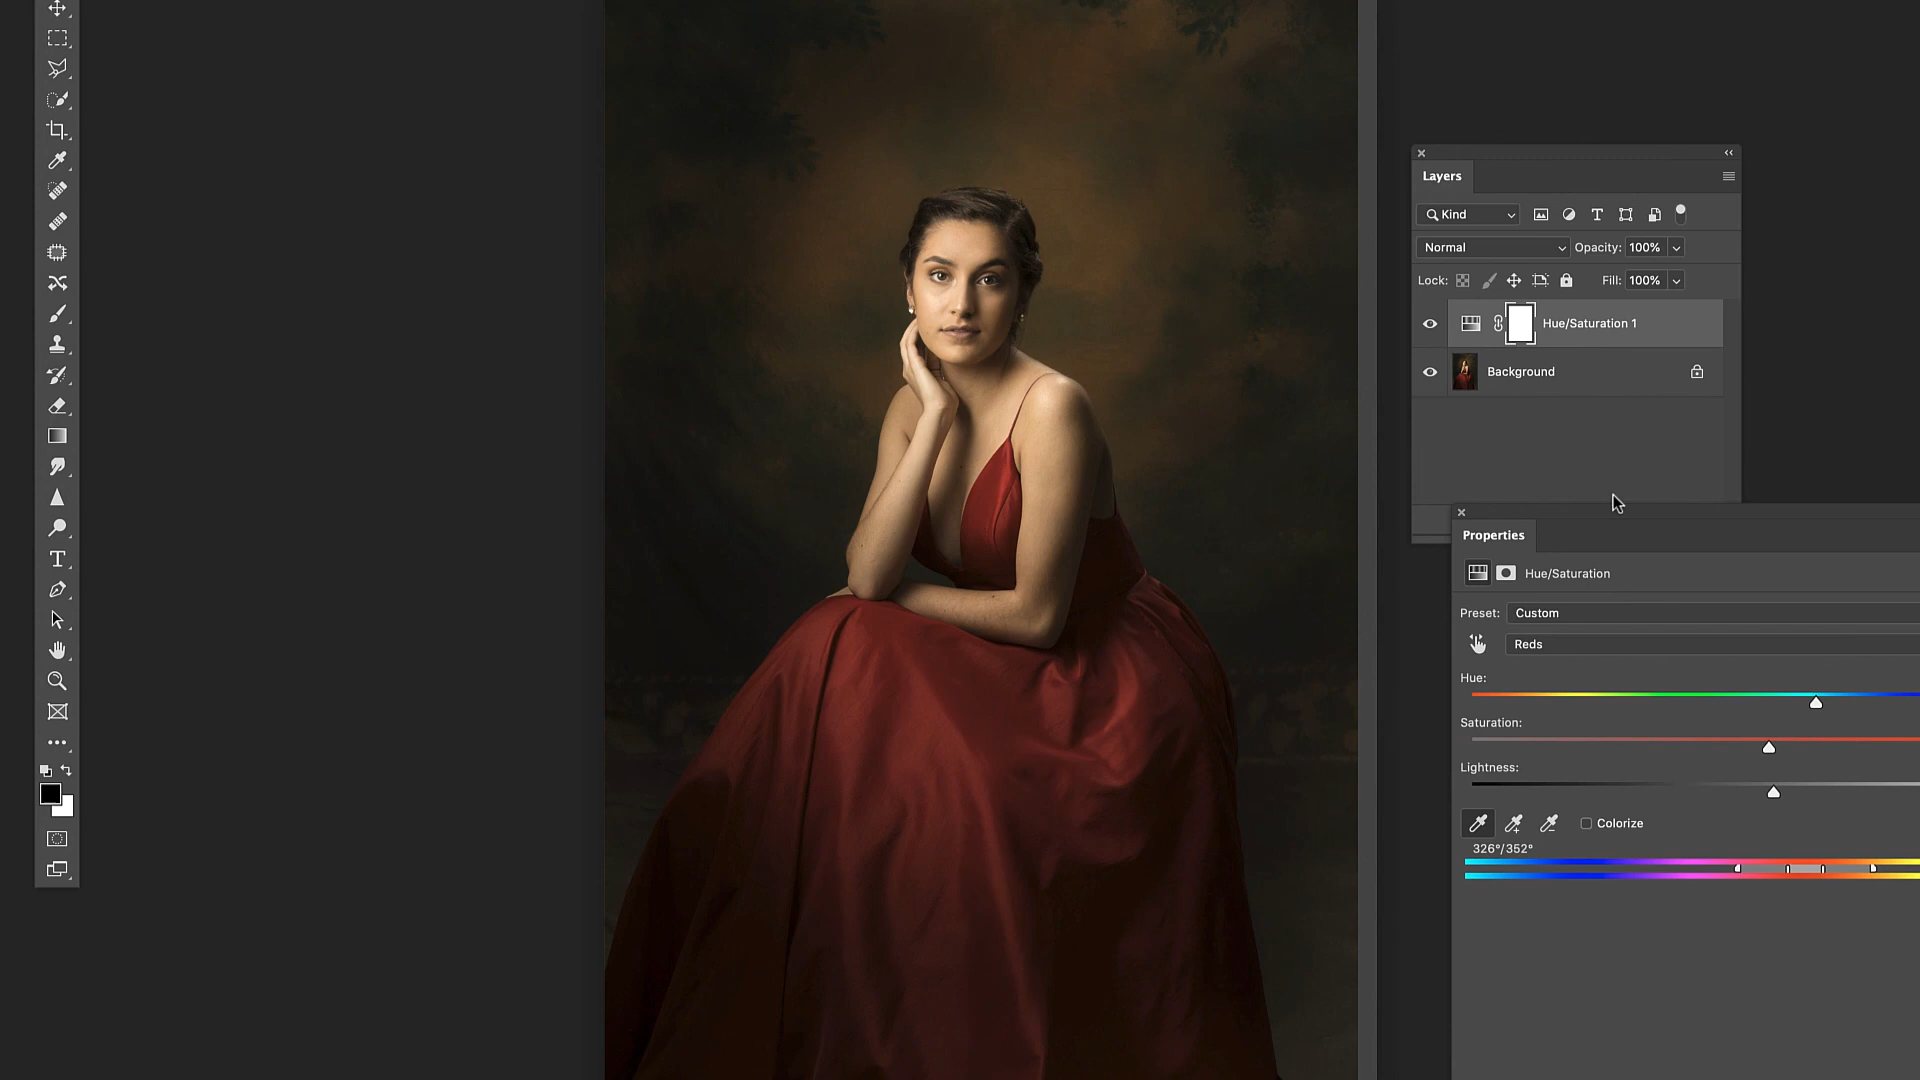 Layers
Kind
Normal
Opacity: 100%
Lock:
Fill: 100%
Hue/Saturation 1
Background
Properties
Hue/Saturation
Preset: Custom
Reds
Hue:
Saturation:
Lightness:
Colorize
326°/352°